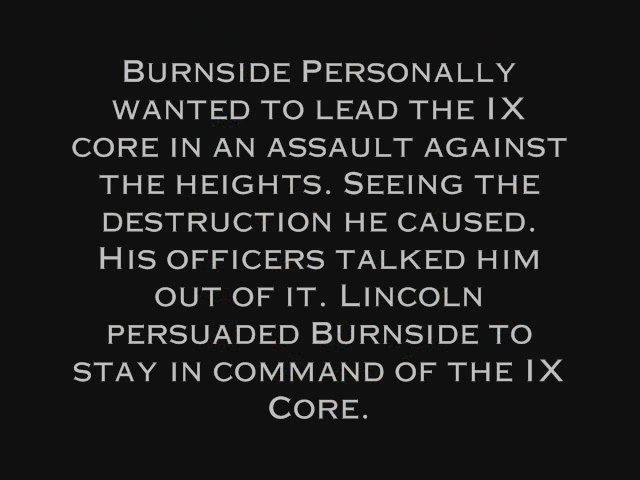 Burnside Personally
wanted to lead the IX
core in an assault against
the heights. Seeing the
destruction he caused.
His officers talked him
out of it. Lincoln
persuaded Burnside to
stay in command of the IX
Core.